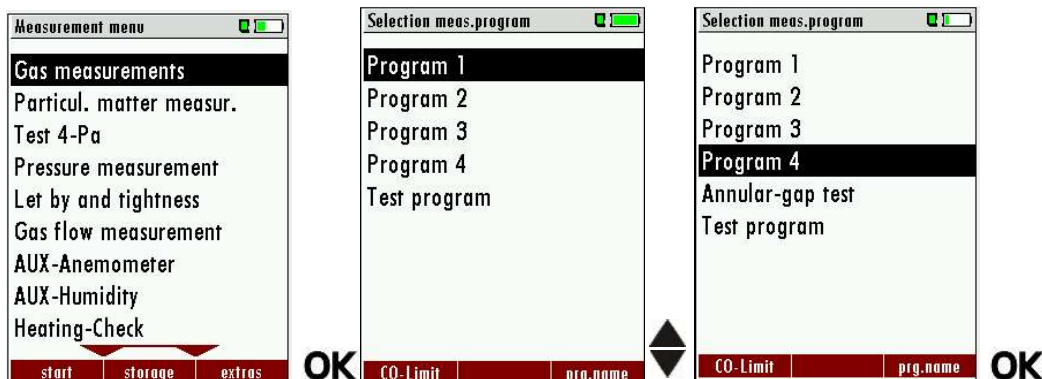 Measurement menu
Gas measurements
Particul. matter measur.
Test 4-Pa
Pressure measurement
Let by and tightness
Gas flow measurement
AUX-Anemometer
AUX-Humidity
Heating-Check
start storage extras
OK
Selection meas.program
Program 1
Program 2
Program 3
Program 4
Test program
CO-Limit prg.name
Selection meas.program
Program 1
Program 2
Program 3
Program 4
Annular-gap test
Test program
CO-Limit prg.name
OK